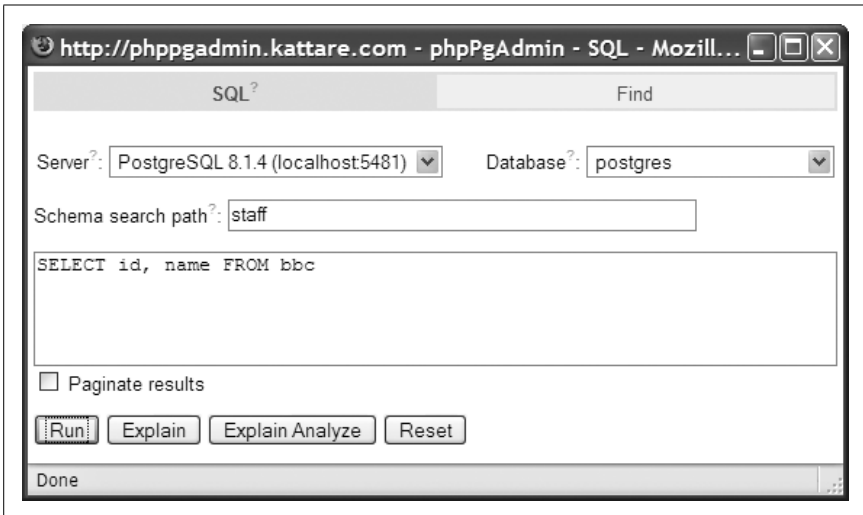 http://phppgadmin.kattare.com - phpPgAdmin - SQL - Mozill...
SQL? Find
Server?: PostgreSQL 8.1.4 (localhost:5481) Database?: postgres
Schema search path?: staff
SELECT id, name FROM bbc
Paginate results
Run Explain Explain Analyze Reset
Done